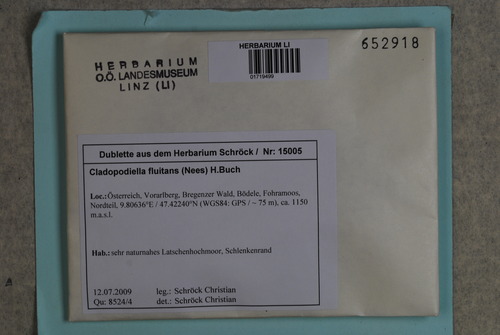 HERBARIUM
O.Ö. LANDESMUSEUM
LINZ (LI)
HERBARIUM LI
01719499
652918
Dublette aus dem Herbarium Schröck / Nr: 15005
Cladopodiella fluitans (Nees) H.Buch
Loc.: Österreich, Vorarlberg, Bregenzer Wald, Bödele, Fohramoos,
Nordteil, 9.80636°E / 47.42240°N (WGS84: GPS / ~ 75 m), ca. 1150
m.a.s.l.
Hab.: sehr naturnahes Latschenhochmoor, Schlenkenrand
12.07.2009 leg.: Schröck Christian
Qu: 8524/4 det.: Schröck Christian